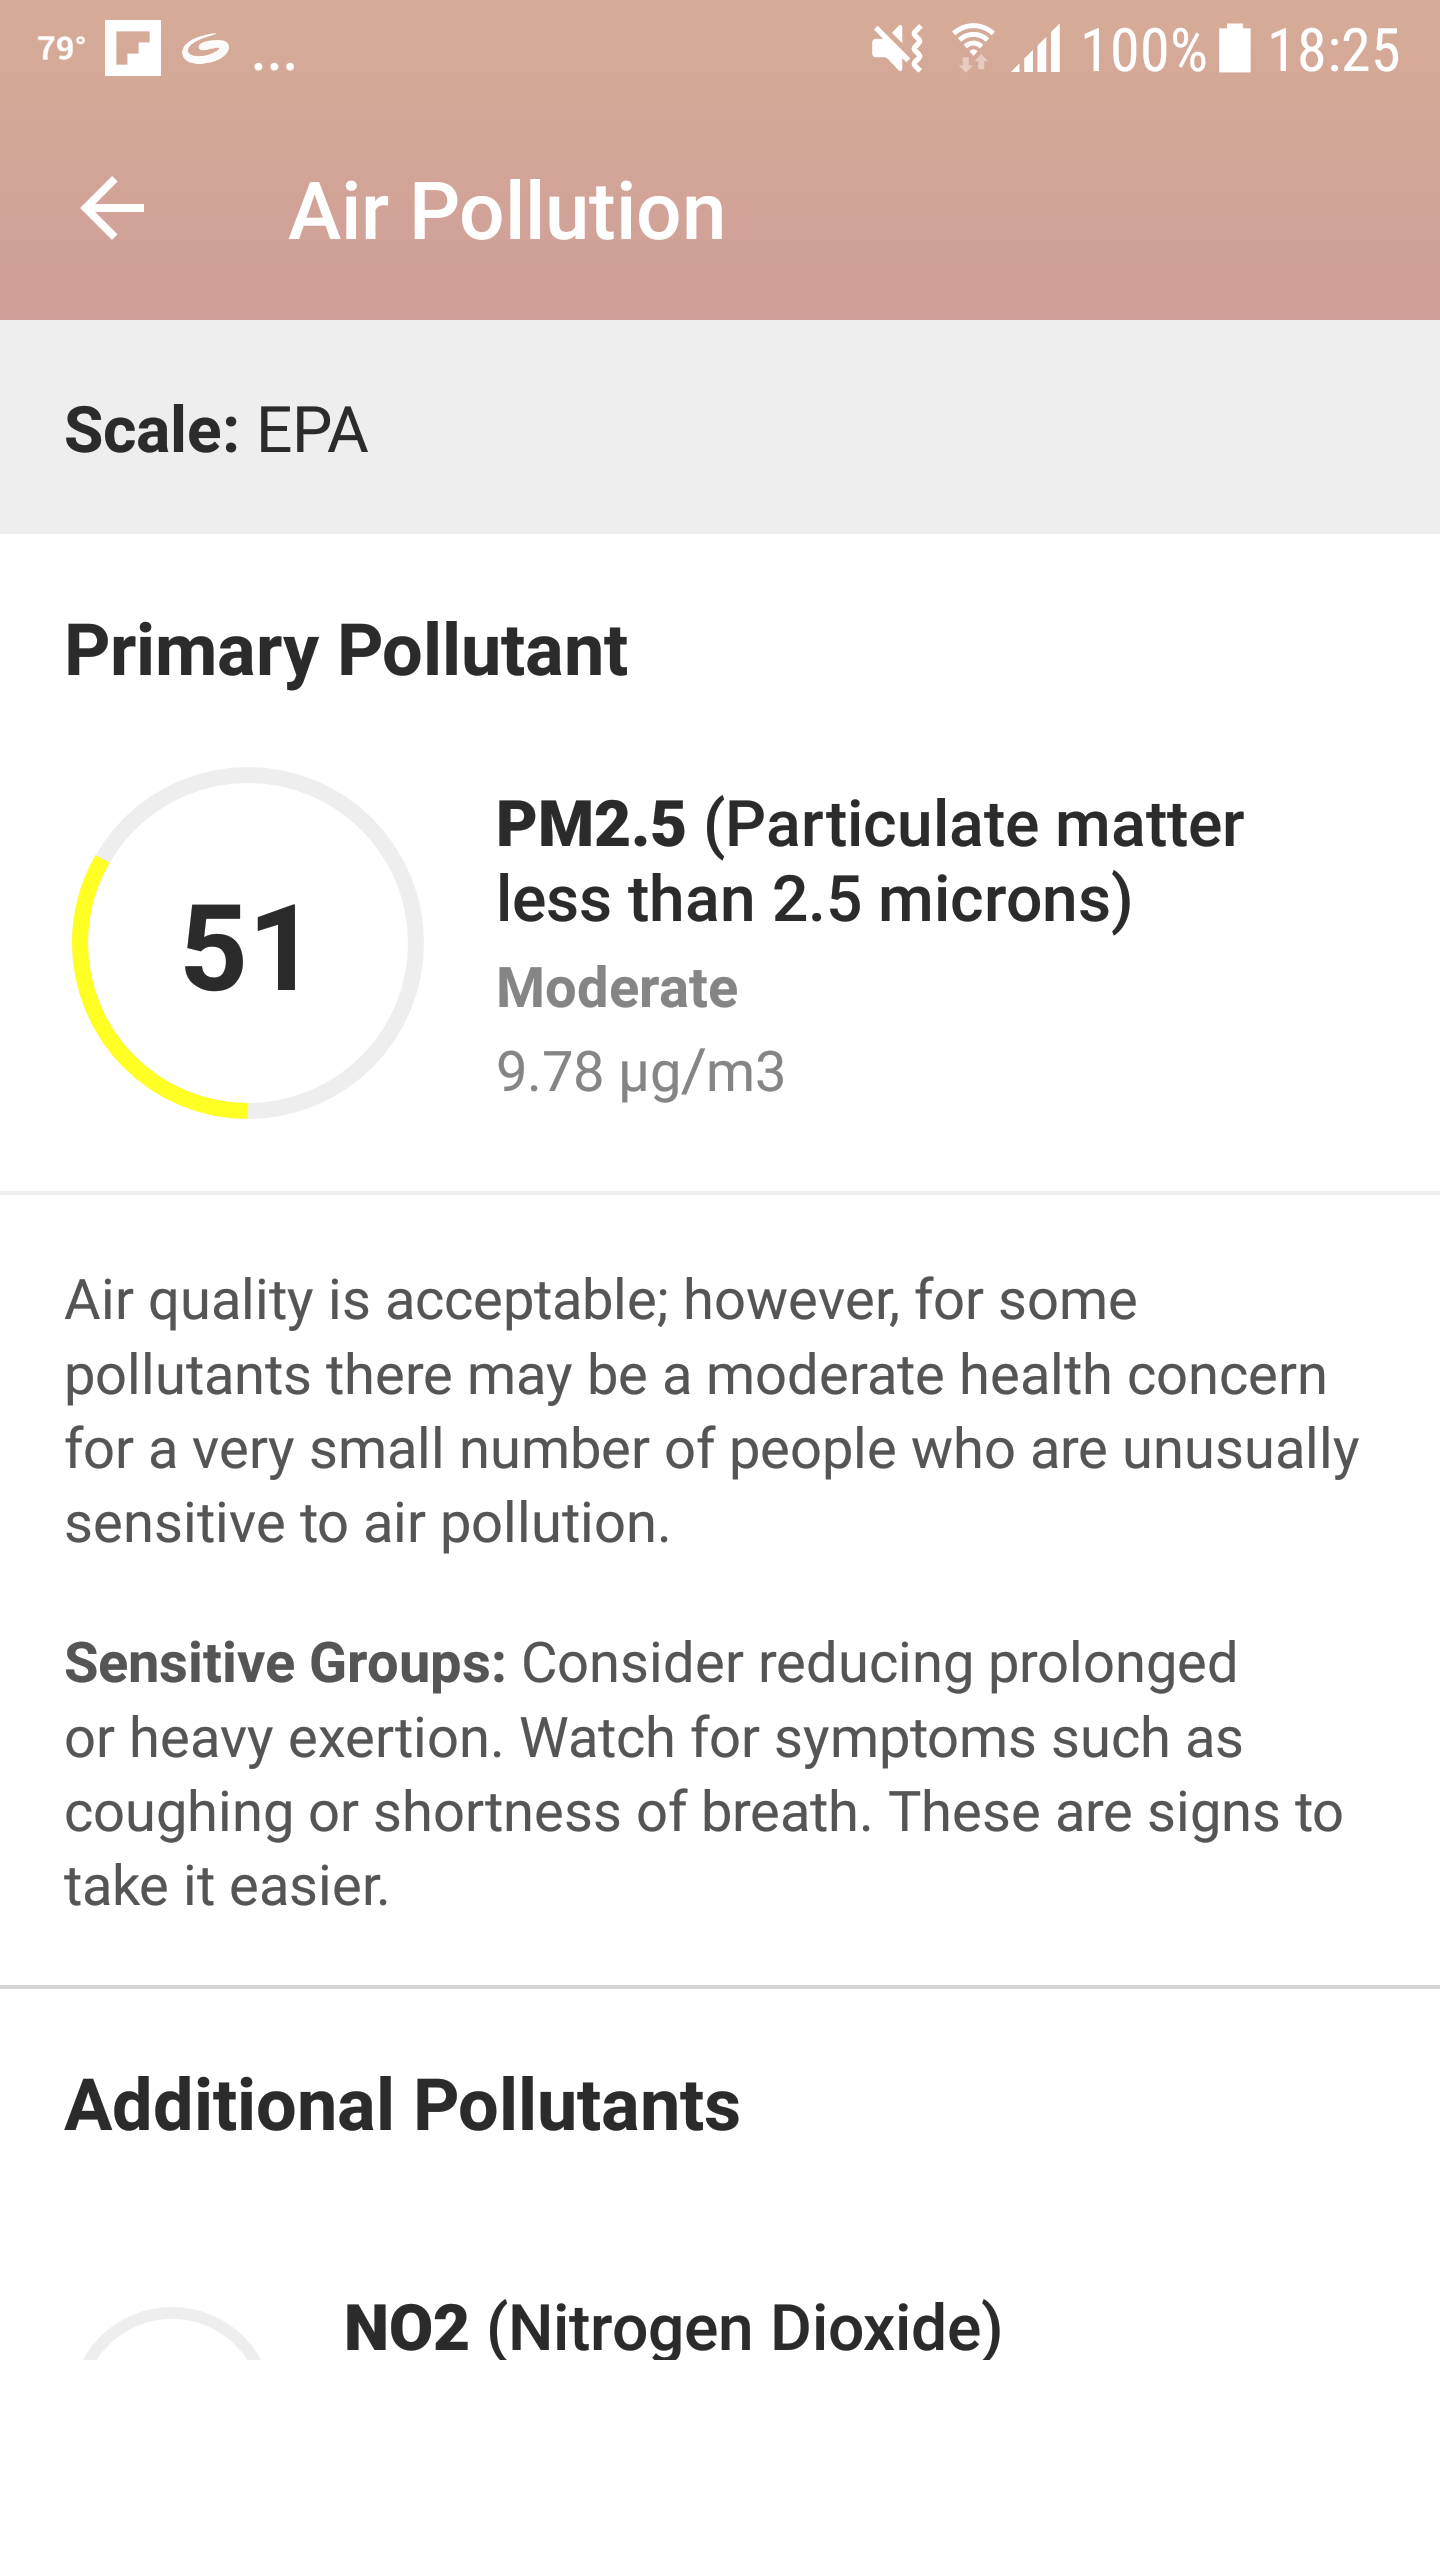 79° ... 100% 18:25
Air Pollution
Scale: EPA
Primary Pollutant
51
PM2.5 (Particulate matter
less than 2.5 microns)
Moderate
9.78 µg/m3
Air quality is acceptable; however, for some
pollutants there may be a moderate health concern
for a very small number of people who are unusually
sensitive to air pollution.
Sensitive Groups: Consider reducing prolonged
or heavy exertion. Watch for symptoms such as
coughing or shortness of breath. These are signs to
take it easier.
Additional Pollutants
NO2 (Nitrogen Dioxide)